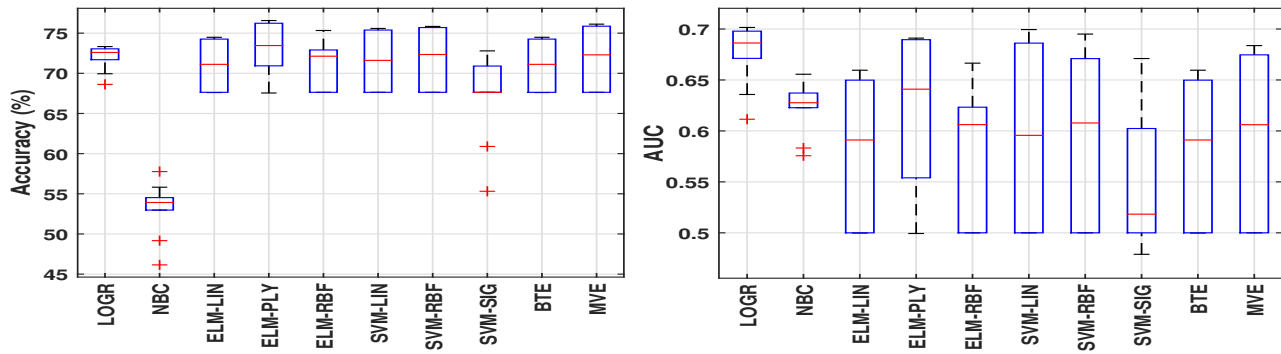 Accuracy (%)
75
70
65
60
55
50
45
LOGR
NBC
ELM-LIN
ELM-PLY
ELM-RBF
SVM-LIN
SVM-RBF
SVM-SIG
BTE
MVE
AUC
0.7
0.65
0.6
0.55
0.5
LOGR
NBC
ELM-LIN
ELM-PLY
ELM-RBF
SVM-LIN
SVM-RBF
SVM-SIG
BTE
MVE